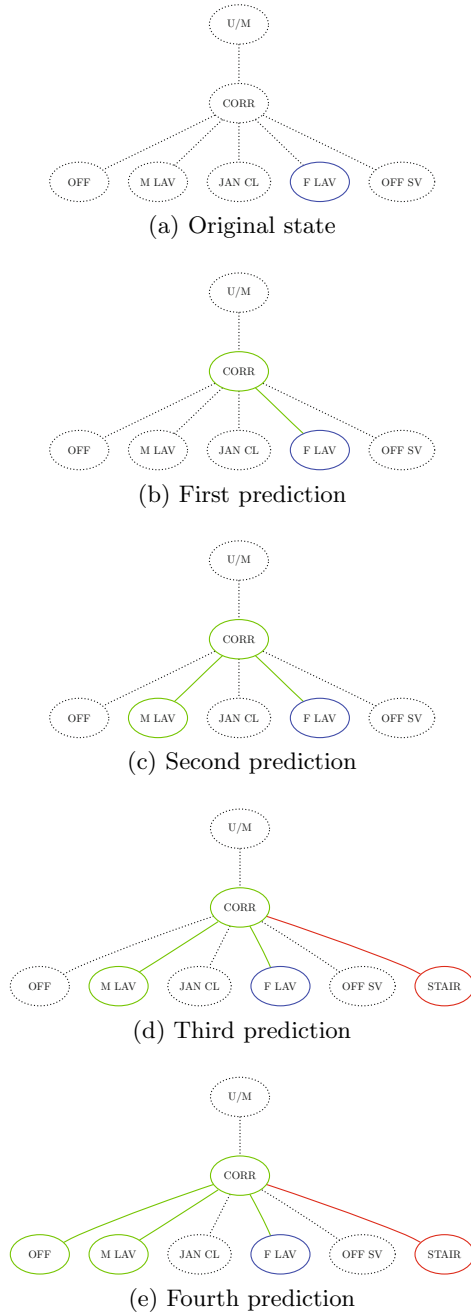 U/M
CORR
OFF M LAV JAN CL F LAV OFF SV
(a) Original state
U/M
CORR
OFF M LAV JAN CL F LAV OFF SV
(b) First prediction
U/M
CORR
OFF M LAV JAN CL F LAV OFF SV
(c) Second prediction
U/M
CORR
OFF M LAV JAN CL F LAV OFF SV STAIR
(d) Third prediction
U/M
CORR
OFF M LAV JAN CL F LAV OFF SV STAIR
(e) Fourth prediction